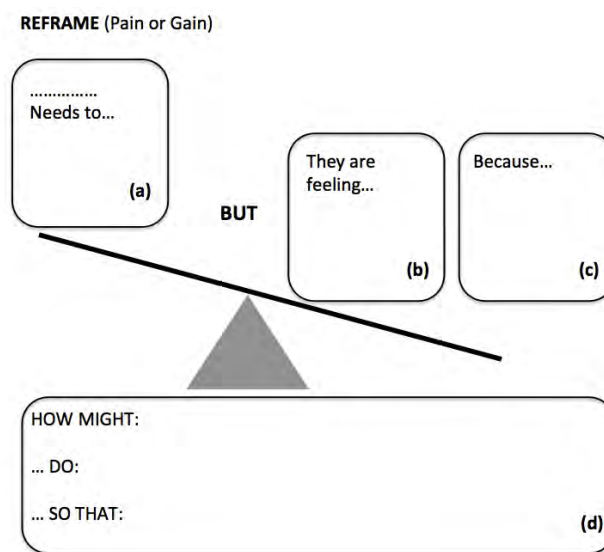 REFRAME (Pain or Gain)
……………
Needs to…
(a)
BUT
They are
feeling…
(b)
Because…
(c)
HOW MIGHT:
… DO:
… SO THAT:
(d)